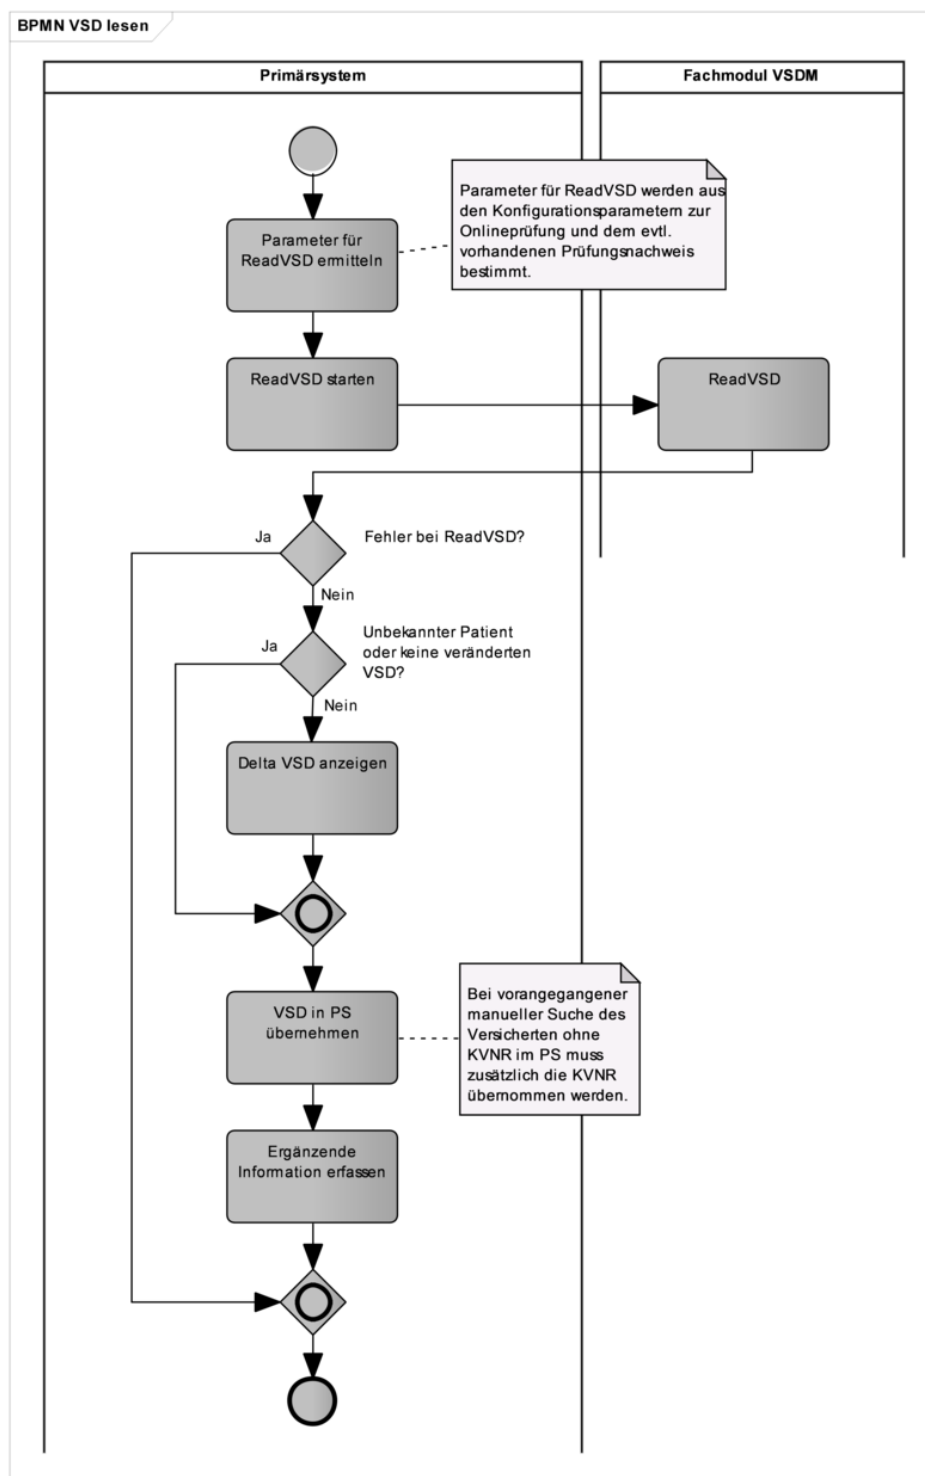 BPMN VSD lesen
Primärsystem
Fachmodul VSDM
Parameter für ReadVSD werden aus
den Konfigurationsparametern zur
Onlineprüfung und dem evtl.
vorhandenen Prüfungsnachweis
bestimmt.
Parameter für
ReadVSD ermitteln
ReadVSD starten
ReadVSD
Ja
Fehler bei ReadVSD?
Nein
Unbekannter Patient
oder keine veränderten
VSD?
Ja
Nein
Delta VSD anzeigen
VSD in PS
übernehmen
Bei vorangegangener
manueller Suche des
Versicherten ohne
KVNR im PS muss
zusätzlich die KVNR
übernommen werden.
Ergänzende
Information erfassen